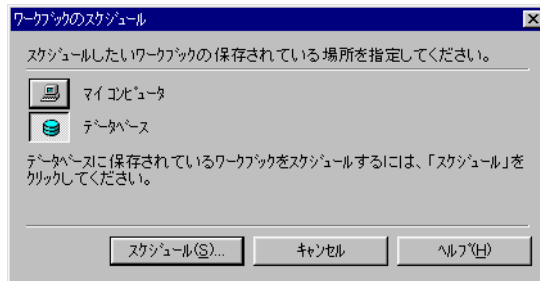 ﾜｰｸﾌﾞｯｸのｽｹｼﾞｭｰﾙ
ｽｹｼﾞｭｰﾙしたいﾜｰｸﾌﾞｯｸの保存されている場所を指定してください。
ﾏｲ ｺﾝﾋﾟｭｰﾀ
ﾃﾞｰﾀﾍﾞｰｽ
ﾃﾞｰﾀﾍﾞｰｽに保存されているﾜｰｸﾌﾞｯｸをｽｹｼﾞｭｰﾙするには、「ｽｹｼﾞｭｰﾙ」を
ｸﾘｯｸしてください。
ｽｹｼﾞｭｰﾙ(S)... ｷｬﾝｾﾙ ﾍﾙﾌﾟ(H)